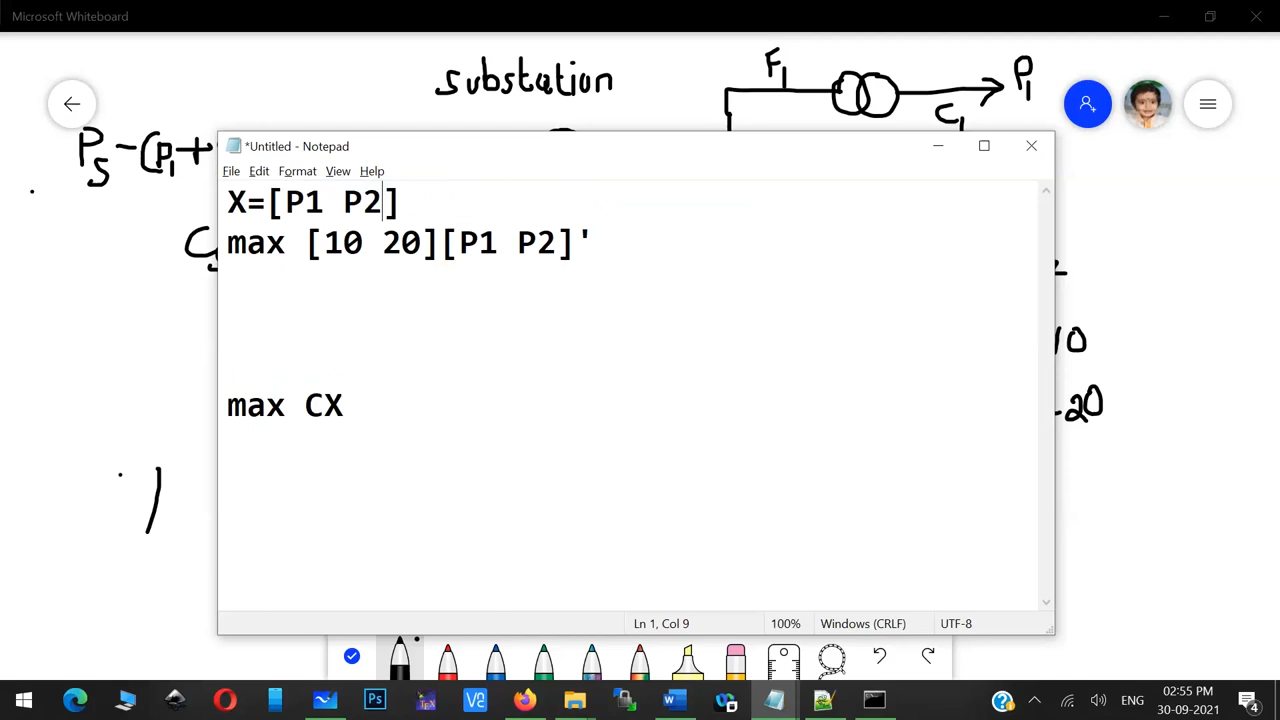 Microsoft Whiteboard
substation
F1
P1
C1
P5-(P1+
*Untitled - Notepad
File Edit Format View Help
X=[P1 P2]
max [10 20][P1 P2]'
10
max CX
20
Ln 1, Col 9 100% Windows (CRLF) UTF-8
02:55 PM
ENG
30-09-2021
4